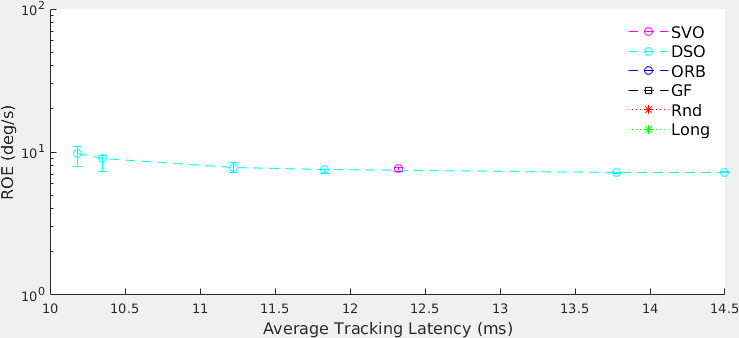 10²
10¹
10⁰
ROE (deg/s)
SVO
DSO
ORB
GF
Rnd
Long
10 10.5 11 11.5 12 12.5 13 13.5 14 14.5
Average Tracking Latency (ms)